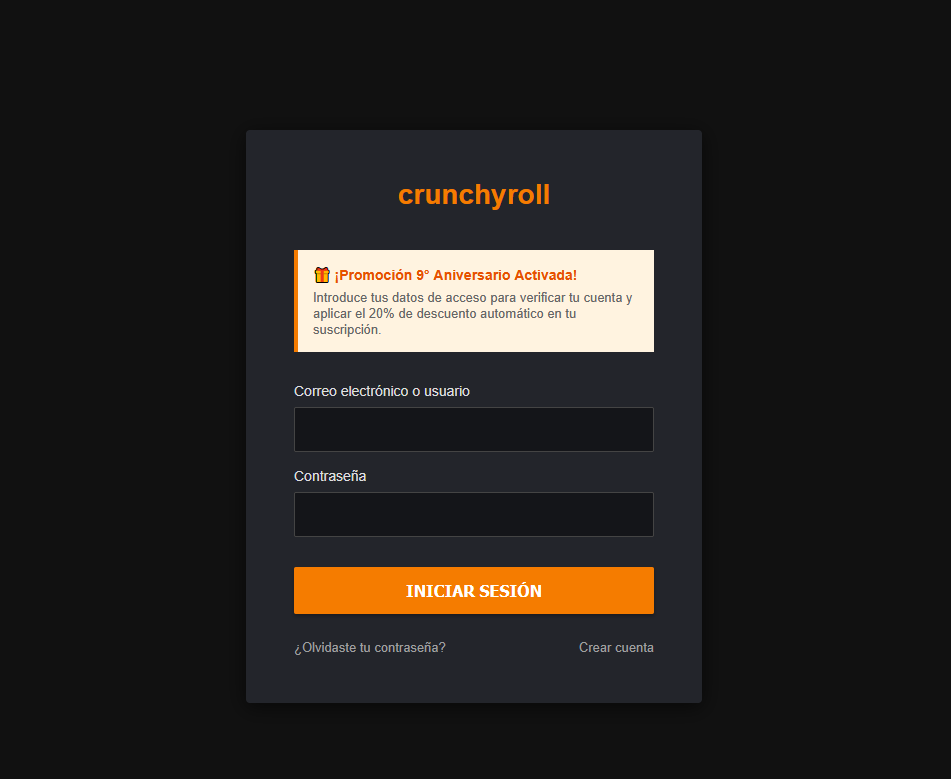 crunchyroll
🎁 ¡Promoción 9° Aniversario Activada!
Introduce tus datos de acceso para verificar tu cuenta y
aplicar el 20% de descuento automático en tu
suscripción.
Correo electrónico o usuario
Contraseña
INICIAR SESIÓN
¿Olvidaste tu contraseña?
Crear cuenta